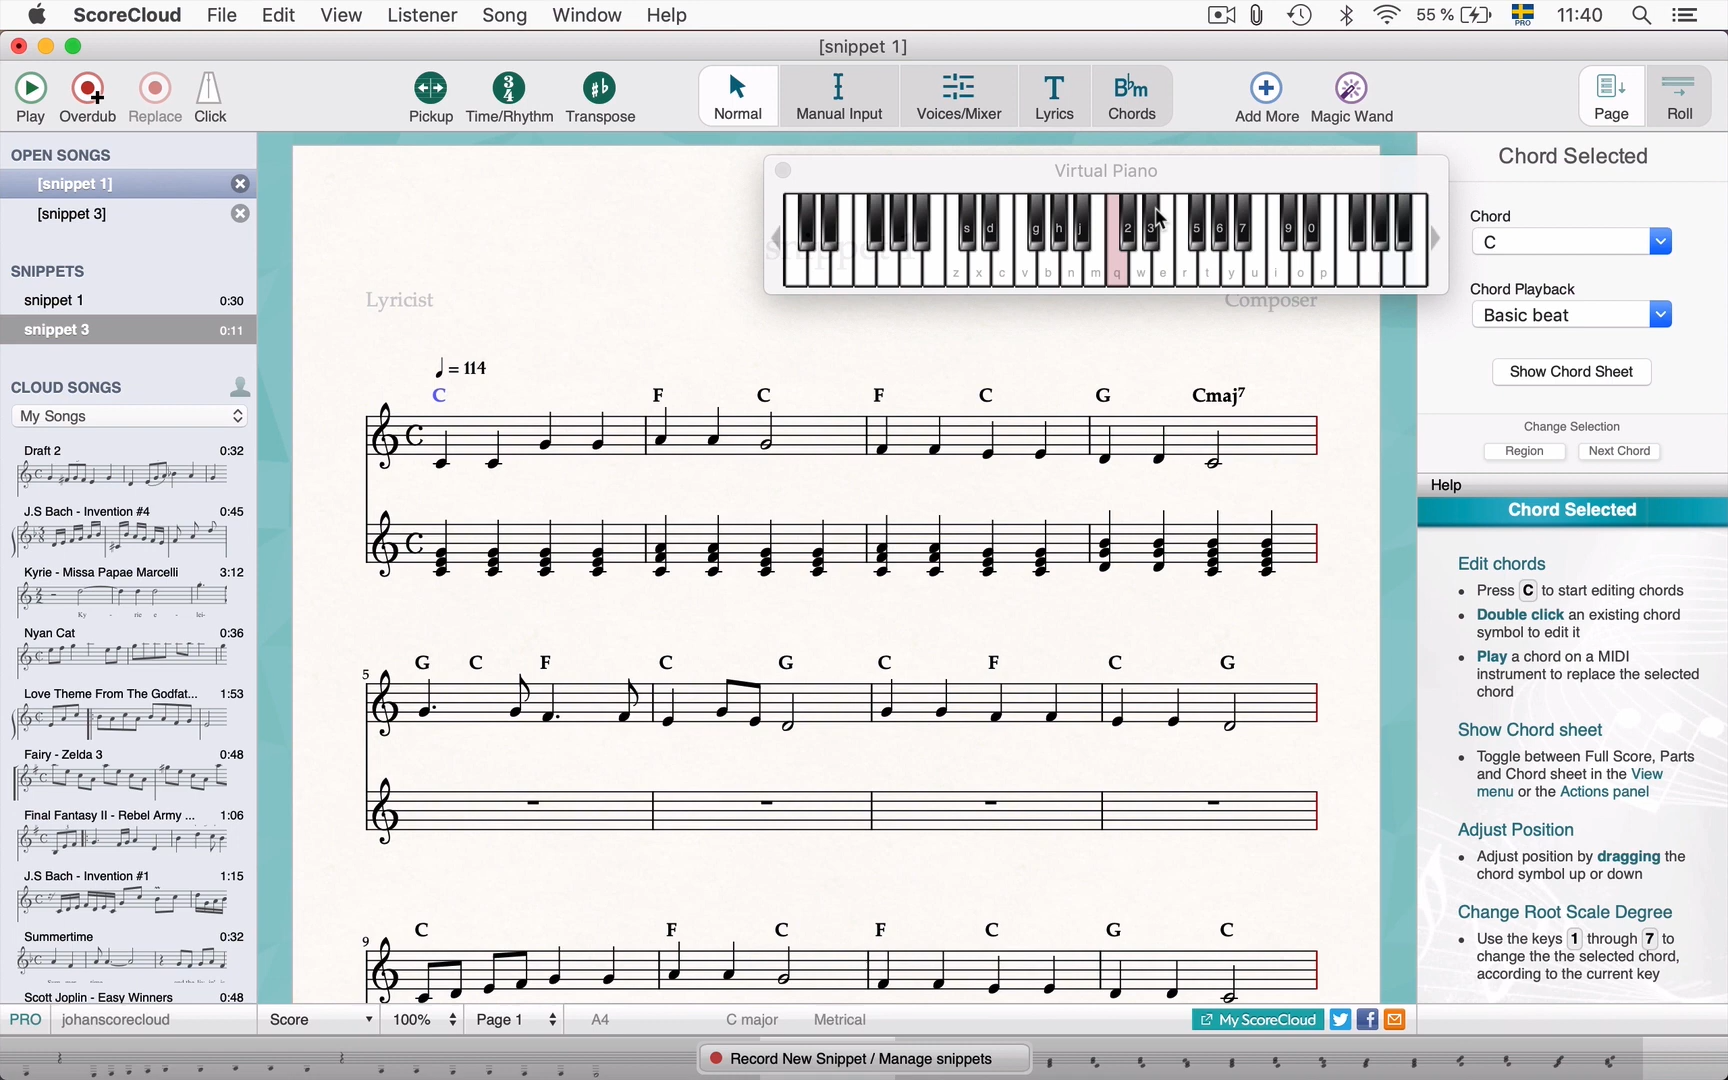 ScoreCloud File Edit View Listener Song Window Help 55 % PRO 11:40
[snippet 1]
Play Overdub Replace Click Pickup Time/Rhythm Transpose Normal Manual Input Voices/Mixer Lyrics Chords Add More Magic Wand Page Roll
OPEN SONGS
[snippet 1]
[snippet 3]
SNIPPETS
snippet 1 0:30
snippet 3 0:11
CLOUD SONGS
My Songs
Draft 2 0:32
J.S Bach - Invention #4 0:45
Kyrie - Missa Papae Marcelli 3:12
Ky - rie e - lei-
Nyan Cat 0:36
Love Theme From The Godfat... 1:53
Fairy - Zelda 3 0:48
Final Fantasy II - Rebel Army ... 1:06
J.S Bach - Invention #1 1:15
Summertime 0:32
Scott Joplin - Easy Winners 0:48
Virtual Piano
s d g h j 2 3 5 6 7 9 0
z x c v b n m q w e r t y u i o p
Lyricist
Composer
= 114
C F C F C G Cmaj7
5
G C F C G C F C G
9
C F C F C G C
Chord Selected
Chord
C
Chord Playback
Basic beat
Show Chord Sheet
Change Selection
Region Next Chord
Help
Chord Selected
Edit chords
• Press C to start editing chords
• Double click an existing chord
symbol to edit it
• Play a chord on a MIDI
instrument to replace the selected
chord
Show Chord sheet
• Toggle between Full Score, Parts
and Chord sheet in the View
menu or the Actions panel
Adjust Position
• Adjust position by dragging the
chord symbol up or down
Change Root Scale Degree
• Use the keys 1 through 7 to
change the the selected chord,
according to the current key
PRO johanscorecloud Score 100% Page 1 A4 C major Metrical My ScoreCloud
Record New Snippet / Manage snippets